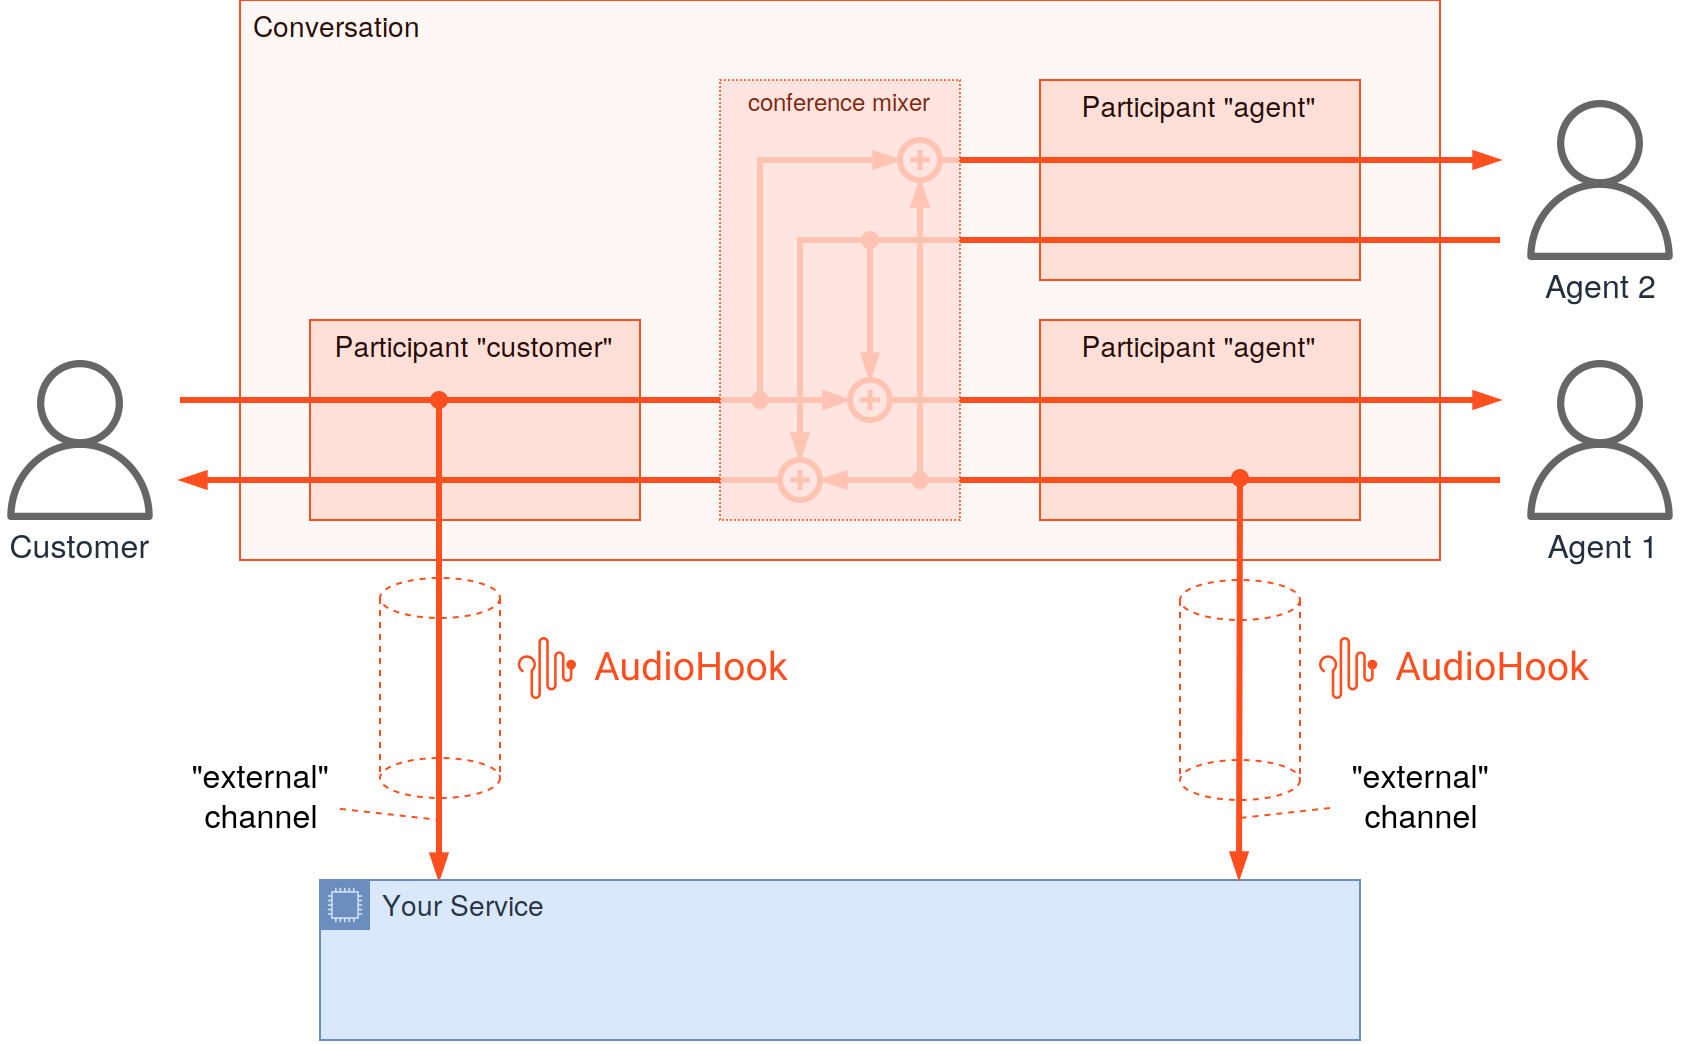 Conversation
conference mixer
Participant "agent"
Agent 2
Participant "customer"
Participant "agent"
Customer
Agent 1
AudioHook
AudioHook
"external"
channel
"external"
channel
Your Service